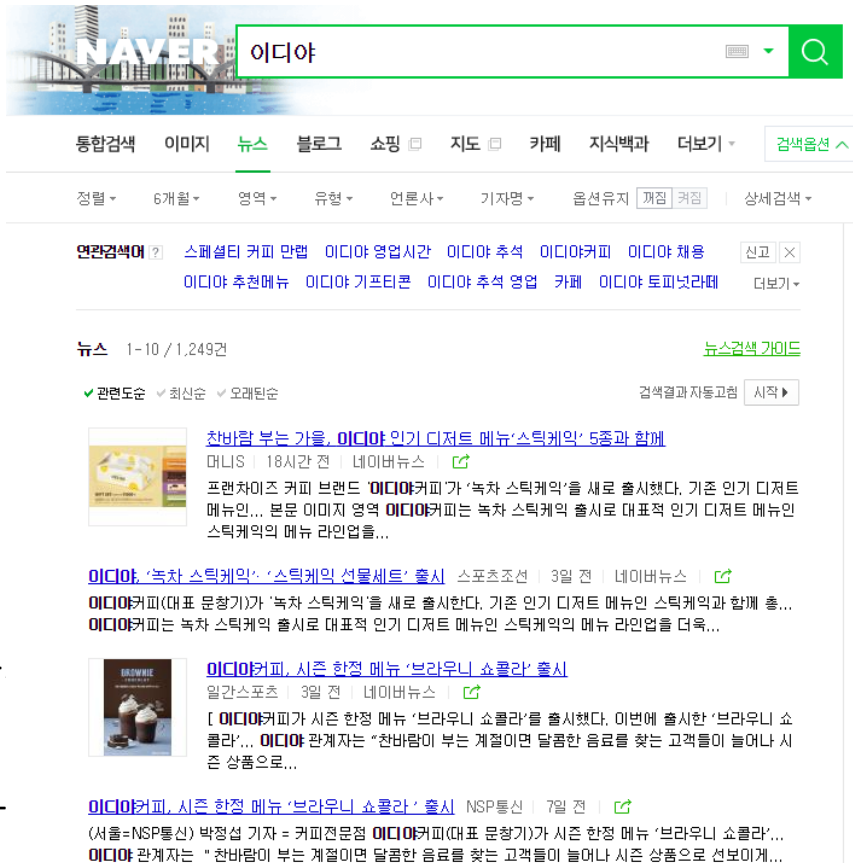 NAVER 이디야
통합검색 이미지 뉴스 블로그 쇼핑 지도 카페 지식백과 더보기 검색옵션
정렬 6개월 영역 유형 언론사 기자명 옵션유지 꺼짐 켜짐 상세검색
연관검색어 ? 스페셜티 커피 만랩 이디야 영업시간 이디야 추석 이디야커피 이디야 채용 신고 ×
이디야 추천메뉴 이디야 기프티콘 이디야 추석 영업 카페 이디야 토피넛라떼 더보기
뉴스 1-10 / 1,249건 뉴스검색 가이드
관련도순 최신순 오래된순 검색결과 자동고침 시작
찬바람 부는 가을, 이디야 인기 디저트 메뉴‘스틱케익’ 5종과 함께
머니S 18시간 전 네이버뉴스
프랜차이즈 커피 브랜드 '이디야커피'가 ‘녹차 스틱케익’을 새로 출시했다. 기존 인기 디저트
메뉴인... 본문 이미지 영역 이디야커피는 녹차 스틱케익 출시로 대표적 인기 디저트 메뉴인
스틱케익의 메뉴 라인업을...
이디야, ‘녹차 스틱케익’· ‘스틱케익 선물세트’ 출시 스포츠조선 3일 전 네이버뉴스
이디야커피(대표 문창기)가 '녹차 스틱케익'을 새로 출시한다. 기존 인기 디저트 메뉴인 스틱케익과 함께 총...
이디야커피는 녹차 스틱케익 출시로 대표적 인기 디저트 메뉴인 스틱케익의 메뉴 라인업을 더욱...
BROWNIE
이디야커피, 시즌 한정 메뉴 ‘브라우니 쇼콜라’ 출시
일간스포츠 3일 전 네이버뉴스
[ 이디야커피가 시즌 한정 메뉴 ‘브라우니 쇼콜라’를 출시했다. 이번에 출시한 ‘브라우니 쇼
콜라’... 이디야 관계자는 “찬바람이 부는 계절이면 달콤한 음료를 찾는 고객들이 늘어나 시
즌 상품으로...
이디야커피, 시즌 한정 메뉴 ‘브라우니 쇼콜라 ’ 출시 NSP통신 7일 전
(서울=NSP통신) 박정섭 기자 = 커피전문점 이디야커피(대표 문창기)가 시즌 한정 메뉴 ‘브라우니 쇼콜라’...
이디야 관계자는 " 찬바람이 부는 계절이면 달콤한 음료를 찾는 고객들이 늘어나 시즌 상품으로 선보이게...